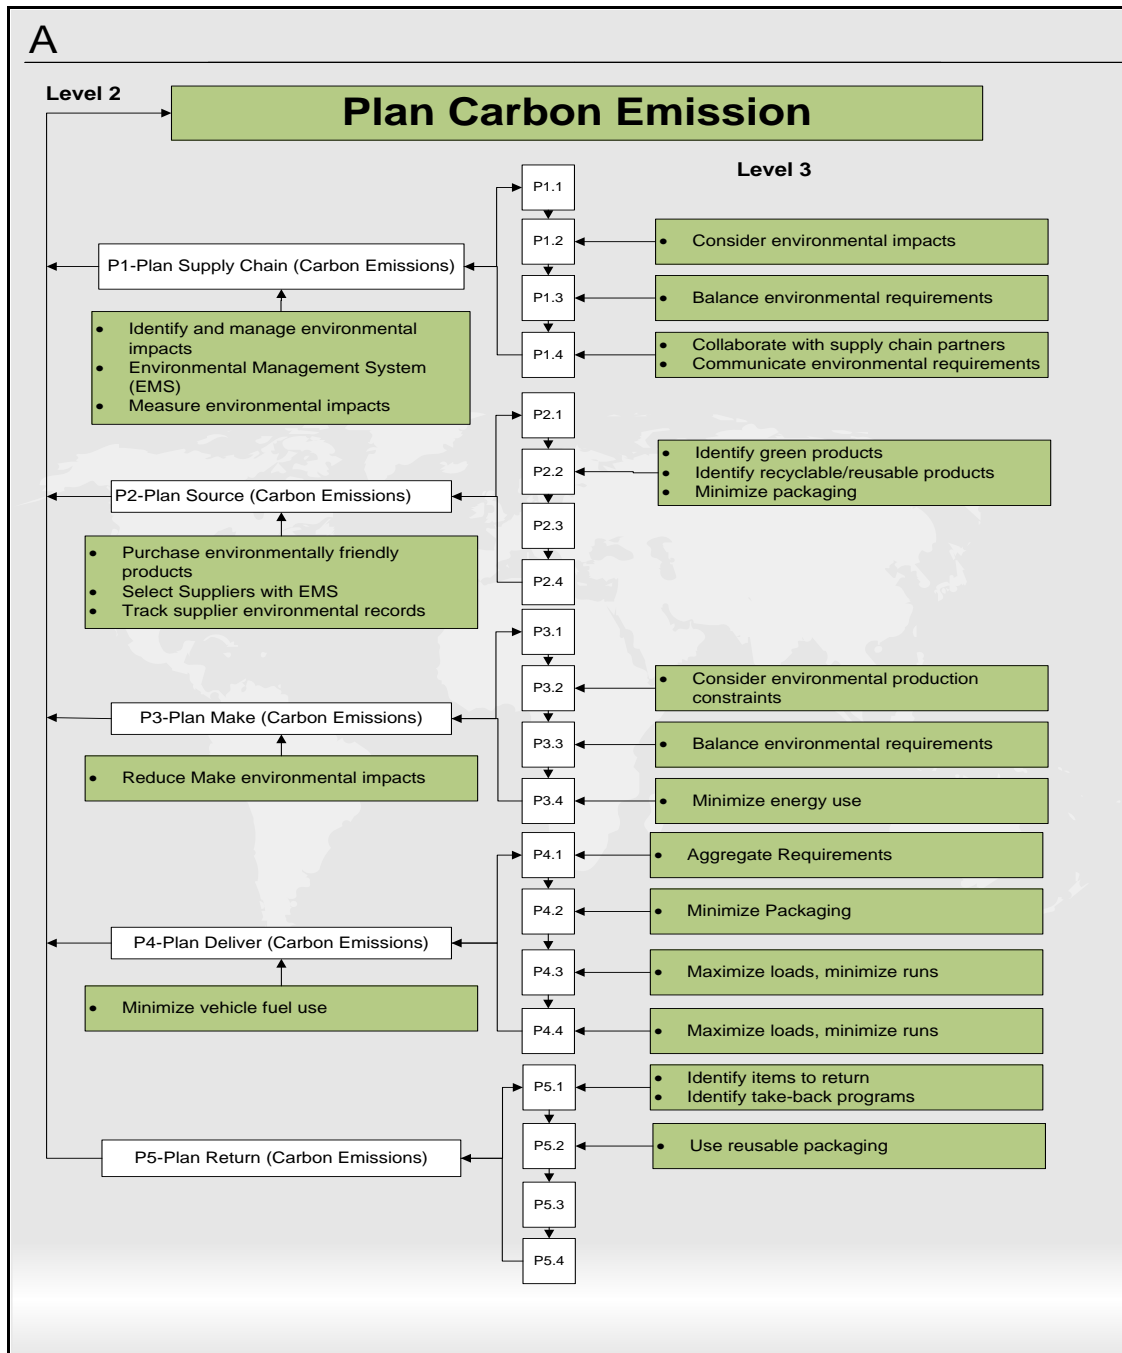 A
Level 2
Plan Carbon Emission
Level 3
P1.1
P1.2
• Consider environmental impacts
P1-Plan Supply Chain (Carbon Emissions)
P1.3
• Balance environmental requirements
• Identify and manage environmental
impacts
• Environmental Management System
(EMS)
• Measure environmental impacts
P1.4
• Collaborate with supply chain partners
• Communicate environmental requirements
P2.1
P2.2
• Identify green products
• Identify recyclable/reusable products
• Minimize packaging
P2-Plan Source (Carbon Emissions)
P2.3
• Purchase environmentally friendly
products
• Select Suppliers with EMS
• Track supplier environmental records
P2.4
P3.1
P3.2
• Consider environmental production
constraints
P3-Plan Make (Carbon Emissions)
P3.3
• Balance environmental requirements
• Reduce Make environmental impacts
P3.4
• Minimize energy use
P4.1
• Aggregate Requirements
P4.2
• Minimize Packaging
P4-Plan Deliver (Carbon Emissions)
P4.3
• Maximize loads, minimize runs
• Minimize vehicle fuel use
P4.4
• Maximize loads, minimize runs
P5.1
• Identify items to return
• Identify take-back programs
P5.2
• Use reusable packaging
P5-Plan Return (Carbon Emissions)
P5.3
P5.4